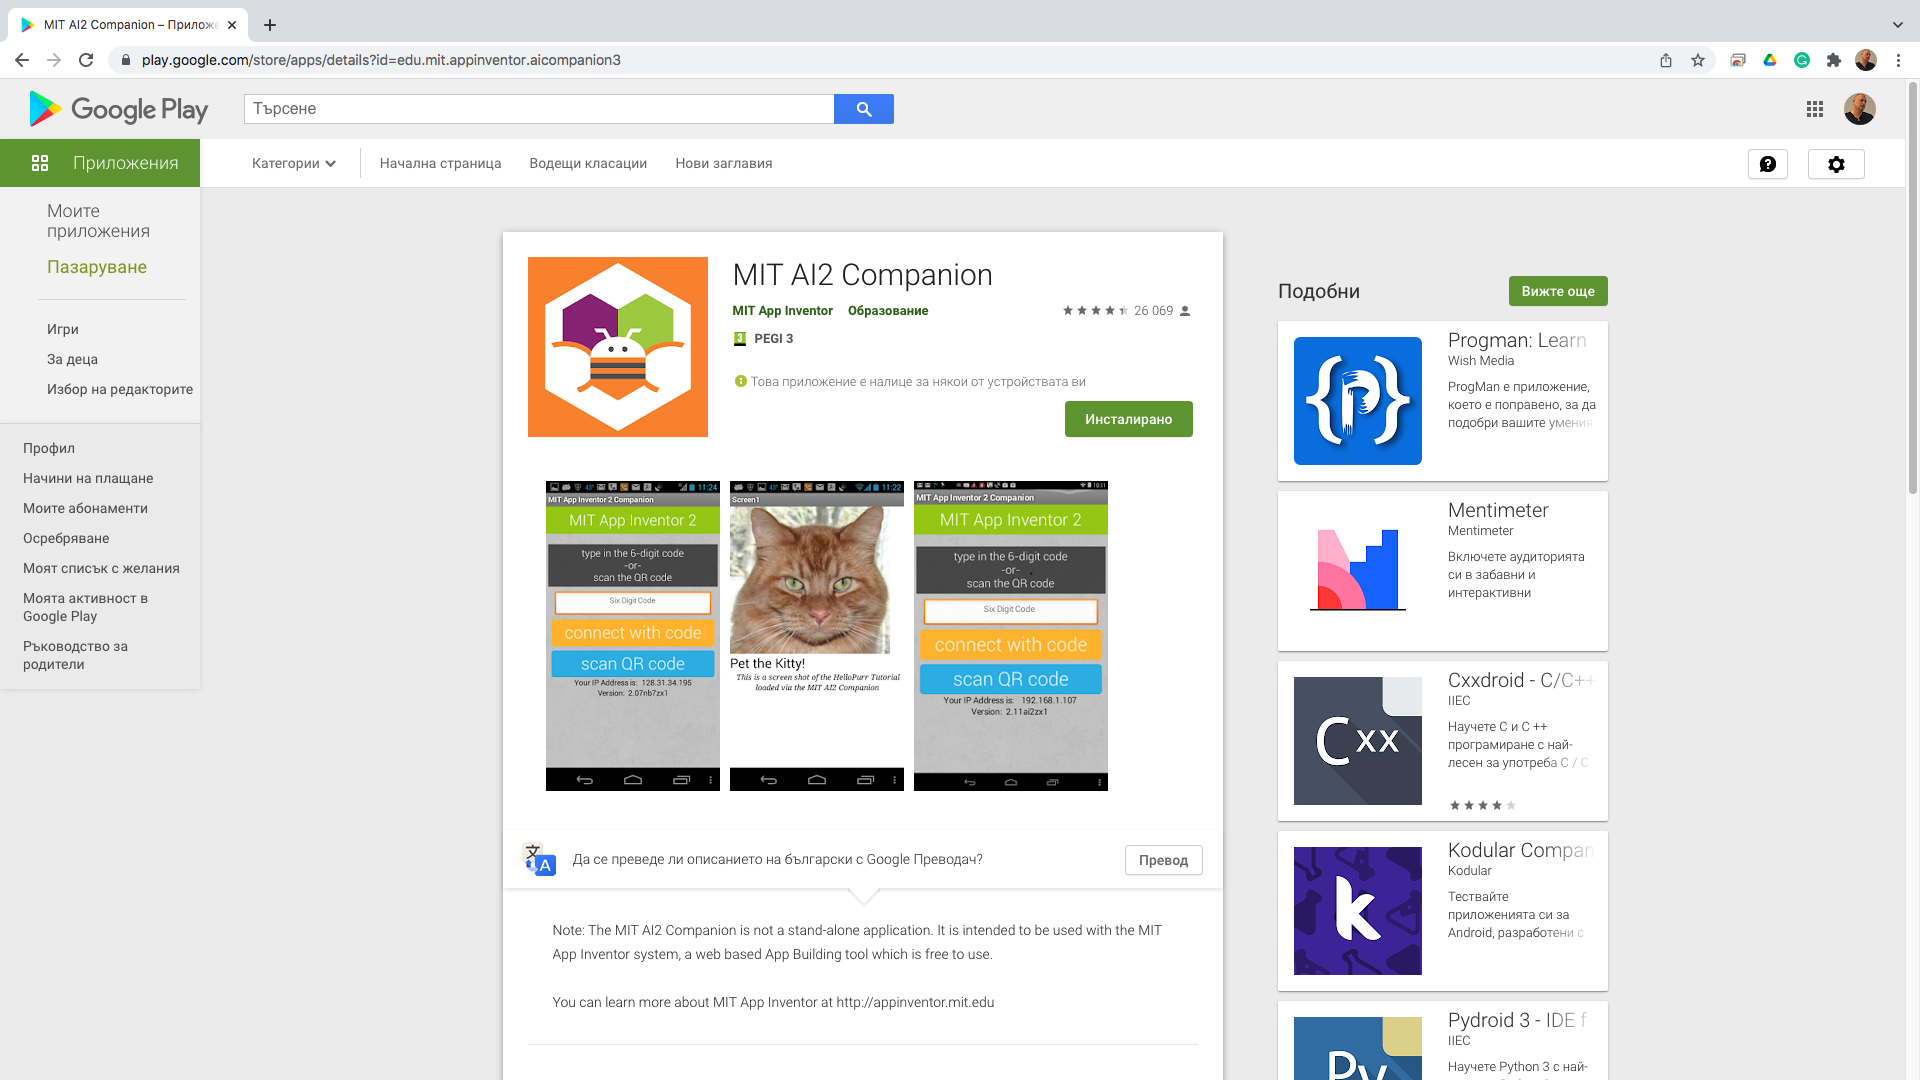 MIT AI2 Companion – Прилож
play.google.com/store/apps/details?id=edu.mit.appinventor.aicompanion3
Google Play
Търсене
Приложения
Категории
Начална страница
Водещи класации
Нови заглавия
Моите
приложения
Пазаруване
Игри
За деца
Избор на редакторите
Профил
Начини на плащане
Моите абонаменти
Осребряване
Моят списък с желания
Моята активност в
Google Play
Ръководство за
родители
MIT AI2 Companion
MIT App Inventor Образование
26 069
3 PEGI 3
Това приложение е налице за някои от устройствата ви
Инсталирано
11:24
MIT App Inventor 2 Companion
MIT App Inventor 2
type in the 6-digit code
-or-
scan the QR code
Six Digit Code
connect with code
scan QR code
Your IP Address is: 128.31.34.195
Version: 2.07nb7zx1
43° 11:22
Screen1
Pet the Kitty!
This is a screen shot of the HelloPurr Tutorial
loaded via the MIT AI2 Companion
10:31
MIT App Inventor 2 Companion
MIT App Inventor 2
type in the 6-digit code
-or-
scan the QR code
Six Digit Code
connect with code
scan QR code
Your IP Address is: 192.168.1.107
Version: 2.11ai2zx1
文
A
Да се преведе ли описанието на български с Google Преводач?
Превод
Note: The MIT AI2 Companion is not a stand-alone application. It is intended to be used with the MIT
App Inventor system, a web based App Building tool which is free to use.
You can learn more about MIT App Inventor at http://appinventor.mit.edu
Подобни
Вижте още
Progman: Learn
Wish Media
ProgMan е приложение,
което е поправено, за да
подобри вашите умения
{P}
Mentimeter
Mentimeter
Включете аудиторията
си в забавни и
интерактивни
Cxxdroid - C/C++
IIEC
Научете C и C ++
програмиране с най-
лесен за употреба C / C
Cxx
Kodular Compan
Kodular
Тествайте
приложенията си за
Android, разработени с
k
Pydroid 3 - IDE f
IIEC
Научете Python 3 с най-
Py